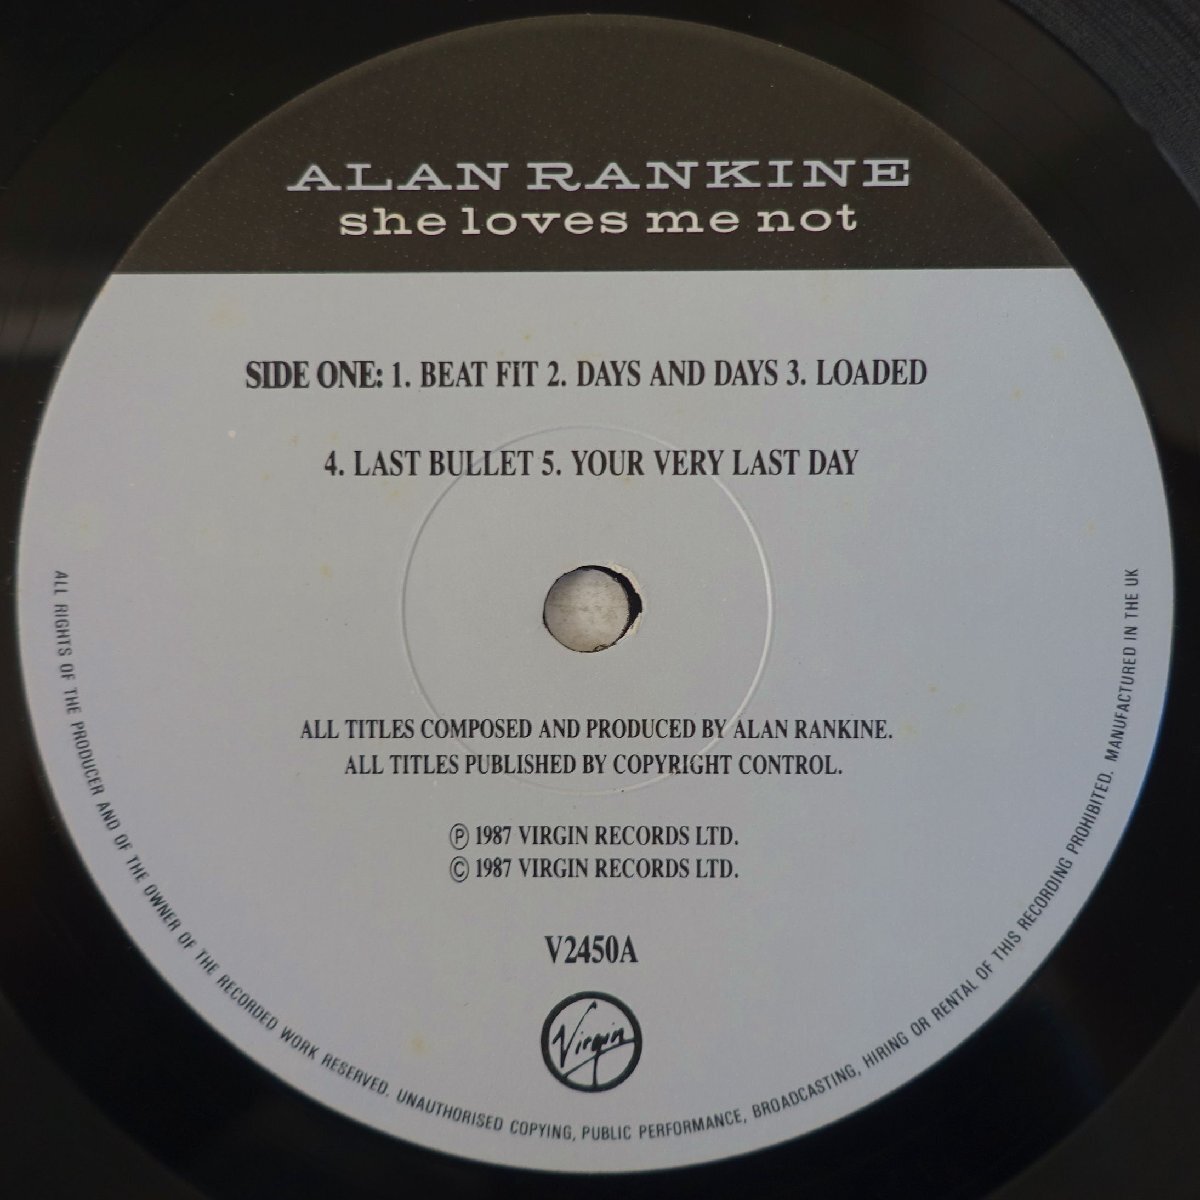 ALAN RANKINE
she loves me not
SIDE ONE: 1. BEAT FIT 2. DAYS AND DAYS 3. LOADED
4. LAST BULLET 5. YOUR VERY LAST DAY
ALL TITLES COMPOSED AND PRODUCED BY ALAN RANKINE.
ALL TITLES PUBLISHED BY COPYRIGHT CONTROL.
℗ 1987 VIRGIN RECORDS LTD.
© 1987 VIRGIN RECORDS LTD.
V2450A
Virgin
ALL RIGHTS OF THE PRODUCER AND OF THE OWNER OF THE RECORDED WORK RESERVED. UNAUTHORISED COPYING, PUBLIC PERFORMANCE, BROADCASTING, HIRING OR RENTAL OF THIS RECORDING PROHIBITED. MANUFACTURED IN THE UK